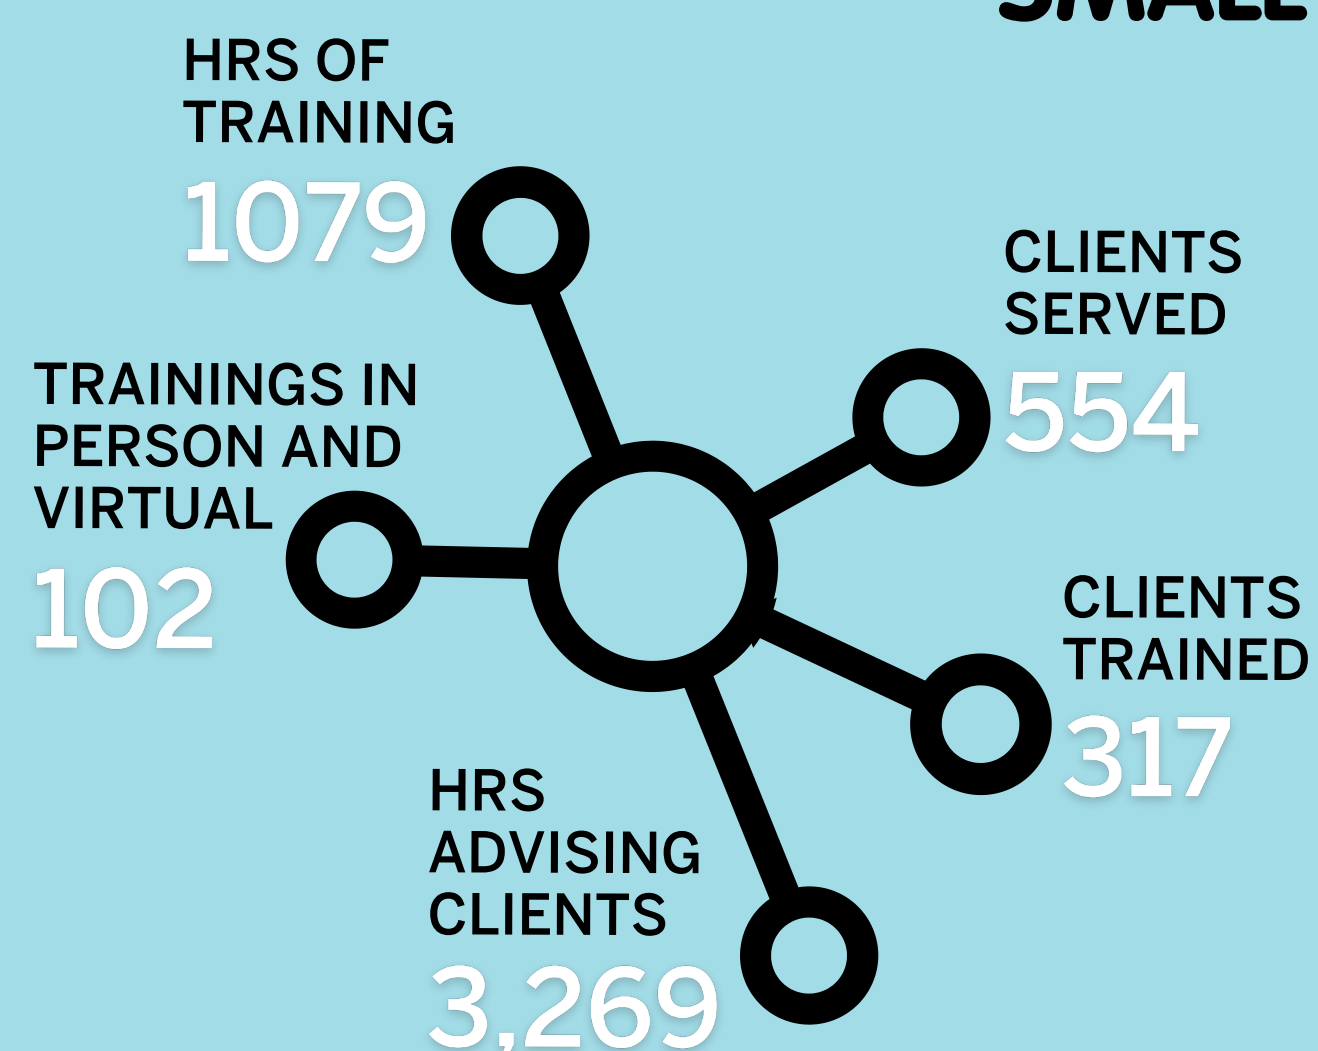 SMALL
HRS OF
TRAINING
1079
CLIENTS
SERVED
554
TRAININGS IN
PERSON AND
VIRTUAL
102
CLIENTS
TRAINED
317
HRS
ADVISING
CLIENTS
3,269